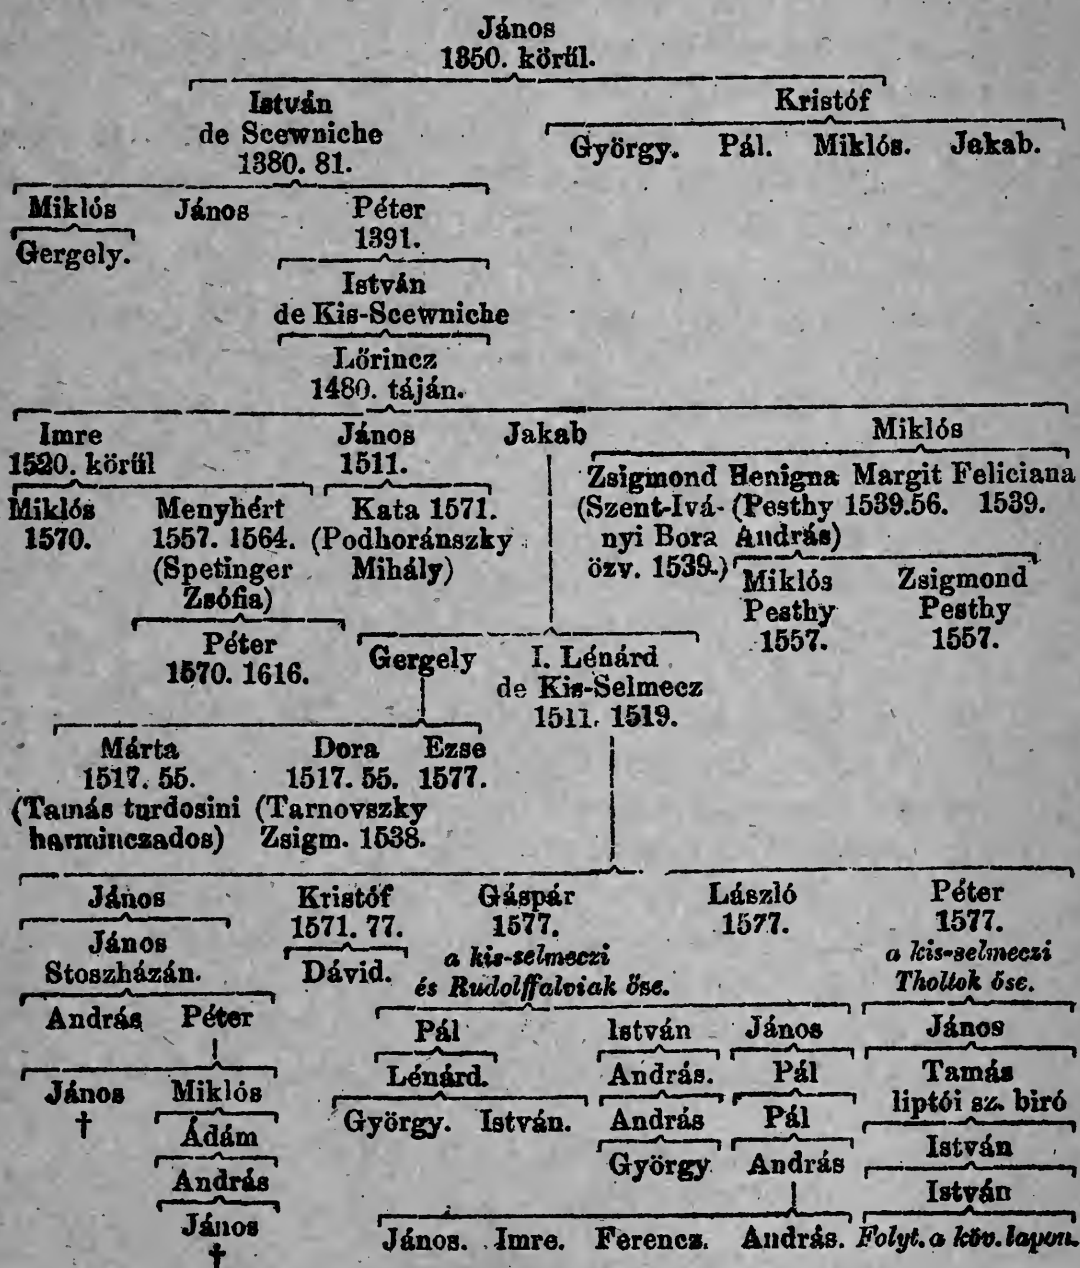 János
1350. körül.
István Kristóf
de Scewniche György. Pál. Miklós. Jakab.
1380. 81.
Miklós János Péter
Gergely. 1391.
István
de Kis-Scewniche
Lőrincz
1480. táján.
Imre János Jakab Miklós
1520. körül 1511.
Zsigmond Benigna Margit Feliciana
(Szent-Ivá- (Pesthy 1539.56. 1539.
nyi Bora András)
özv. 1539.)
Miklós Menyhért Kata 1571.
1570. 1557. 1564. (Podhoránszky
(Spetinger Mihály)
Zsófia)
Miklós Zsigmond
Pesthy Pesthy
1557. 1557.
Péter Gergely I. Lénárd
1570. 1616. de Kis-Selmecz
1511. 1519.
Márta Dora Ezse
1517. 55. 1517. 55. 1577.
(Tamás turdosini (Tarnovszky
harminczados) Zsigm. 1538.
János Kristóf Gáspár László Péter
1571. 77. 1577. 1577. 1577.
János Dávid. a kis-selmeczi a kis-selmeczi
Stoszházán. és Rudolffalviak őse. Tholtok őse.
András Péter Pál István János János
Lénárd. András. Pál Tamás
liptói sz. biró
János Miklós György. István. András Pál
† Ádám György András István
András István
János János. Imre. Ferencz. András. Folyt. a köv. lapon.
†